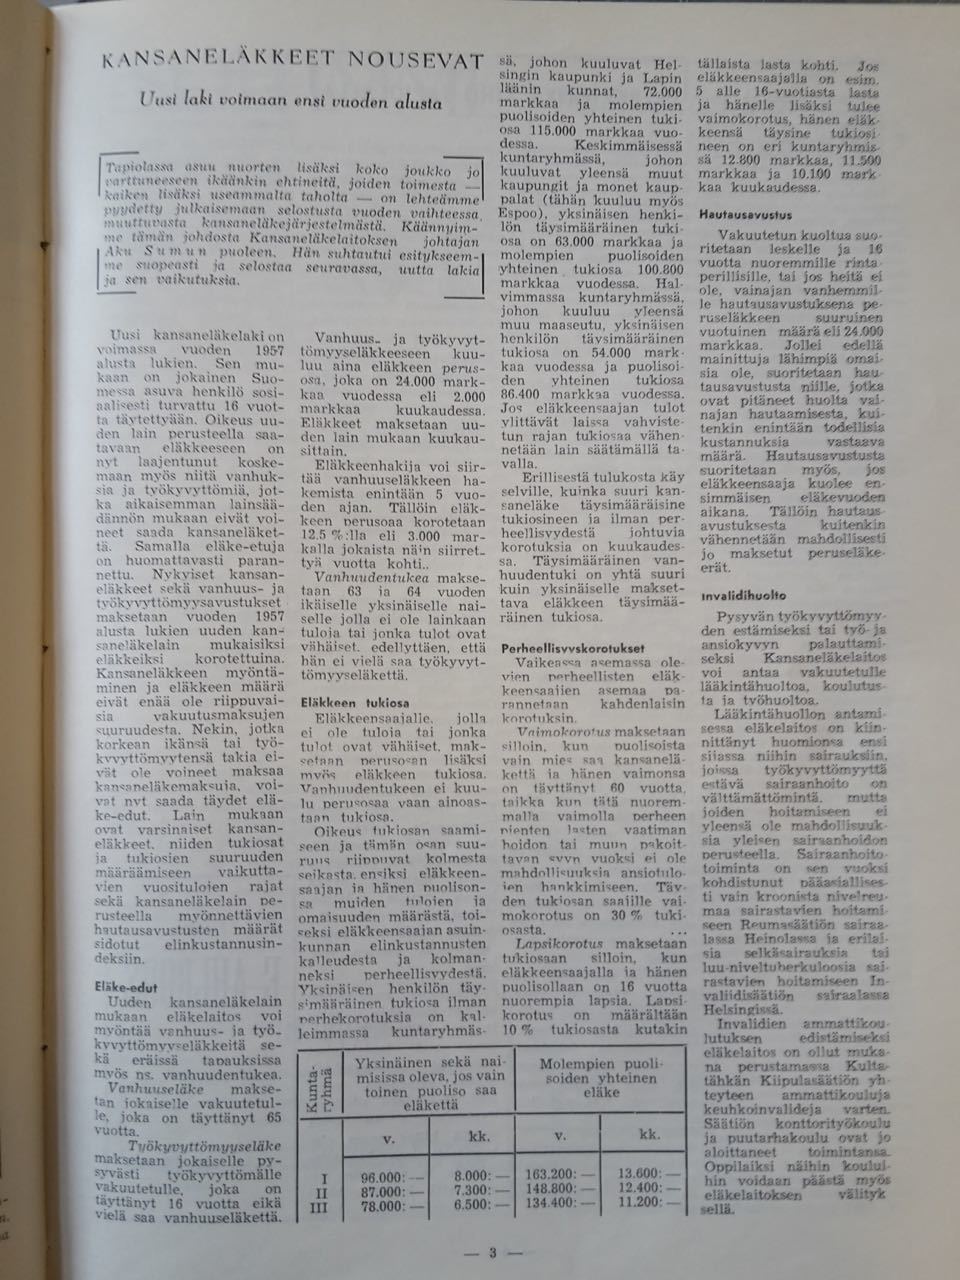 KANSANELÄKKEET NOUSEVAT
Uusi laki voimaan ensi vuoden alusta
Tapiolassa asuu nuorten lisäksi koko joukko jo
varttuneeseen ikäänkin ehtineitä, joiden toimesta —
kaiken lisäksi useammalta taholta — on lehteämme
pyydetty julkaisemaan selostusta vuoden vaihteessa
muuttuvasta kansaneläkejärjestelmästä. Käännyim-
me tämän johdosta Kansaneläkelaitoksen johtajan
Aku Sumun puoleen. Hän suhtautui esitykseem-
me suopeasti ja selostaa seuravassa, uutta lakia
ja sen vaikutuksia.
Uusi kansaneläkelaki on
voimassa vuoden 1957
alusta lukien. Sen mu-
kaan on jokainen Suo-
messa asuva henkilö sosi-
aalisesti turvattu 16 vuot-
ta täytettyään. Oikeus uu-
den lain perusteella saa-
tavaan eläkkeeseen on
nyt laajentunut koske-
maan myös niitä vanhuk-
sia ja työkyvyttömiä, jot-
ka aikaisemman lainsää-
dännön mukaan eivät voi-
neet saada kansaneläket-
tä. Samalla eläke-etuja
on huomattavasti paran-
nettu. Nykyiset kansan-
eläkkeet sekä vanhuus- ja
työkyvyttömyysavustukset
maksetaan vuoden 1957
alusta lukien uuden kan-
saneläkelain mukaisiksi
eläkkeiksi korotettuina.
Kansaneläkkeen myöntä-
minen ja eläkkeen määrä
eivät enää ole riippuvai-
sia vakuutusmaksujen
suuruudesta. Nekin, jotka
korkean ikänsä tai työ-
kyvyttömyytensä takia ei-
vät ole voineet maksaa
kansaneläkemaksuja, voi-
vat nyt saada täydet elä-
ke-edut. Lain mukaan
ovat varsinaiset kansan-
eläkkeet, niiden tukiosat
ja tukiosien suuruuden
määräämiseen vaikutta-
vien vuositulojen rajat
sekä kansaneläkelain pe-
rusteella myönnettävien
hautausavustusten määrät
sidotut elinkustannusin-
deksiin.
Eläke-edut
Uuden kansaneläkelain
mukaan eläkelaitos voi
myöntää vanhuus- ja työ-
kyvyttömyyseläkkeitä se-
kä eräissä tapauksissa
myös ns. vanhuudentukea.
Vanhuuseläke makse-
tan jokaiselle vakuutetul-
le, joka on täyttänyt 65
vuotta.
Työkyvyttömyyseläke
maksetaan jokaiselle py-
syvästi työkyvyttömälle
vakuutetulle, joka on
täyttänyt 16 vuotta eikä
vielä saa vanhuuseläkettä.
Vanhuus- ja työkyvyt-
tömyyseläkkeeseen kuu-
luu aina eläkkeen perus-
osa, joka on 24.000 mark-
kaa vuodessa eli 2.000
markkaa kuukaudessa.
Eläkkeet maksetaan uu-
den lain mukaan kuukau-
sittain.
Eläkkeenhakija voi siir-
tää vanhuuseläkkeen ha-
kemista enintään 5 vuo-
den ajan. Tällöin eläk-
keen perusosaa korotetaan
12.5 %:lla eli 3.000 mar-
kalla jokaista näin siirret-
tyä vuotta kohti..
Vanhuudentukea makse-
taan 63 ia 64 vuoden
ikäiselle yksinäiselle nai-
selle jolla ei ole lainkaan
tuloja tai jonka tulot ovat
vähäiset, edellyttäen, että
hän ei vielä saa työkyvyt-
tömyyseläkettä.
Eläkkeen tukiosa
Eläkkeensaajalle, jolla
ei ole tuloja tai jonka
tulot ovat vähäiset, mak-
setaan perusosan lisäksi
myös eläkkeen tukiosa.
Vanhuudentukeen ei kuu-
lu perusosaa vaan ainoas-
taan tukiosa.
Oikeus tukiosan saami-
seen ja tämän osan suu-
ruus riippuvat kolmesta
seikasta, ensiksi eläkkeen-
saajan ia hänen puolison-
sa muiden tulojen ja
omaisuuden määrästä, toi-
seksi eläkkeensaajan asuin-
kunnan elinkustannusten
kalleudesta ja kolman-
neksi perheellisyydestä.
Yksinäisen henkilön täy-
simääräinen tukiosa ilman
perhekorotuksia on kal-
leimmassa kuntaryhmäs-
sä, johon kuuluvat Hel-
singin kaupunki ja Lapin
läänin kunnat, 72.000
markkaa ja molempien
puolisoiden yhteinen tuki-
osa 115.000 markkaa vuo-
dessa. Keskimmäisessä
kuntaryhmässä, johon
kuuluvat yleensä muut
kaupungit ja monet kaup-
palat (tähän kuuluu myös
Espoo), yksinäisen henki-
lön täysimääräinen tuki-
osa on 63.000 markkaa ja
molempien puolisoiden
yhteinen tukiosa 100.800
markkaa vuodessa. Hal-
vimmassa kuntaryhmässä,
johon kuuluu yleensä
muu maaseutu, yksinäisen
henkilön täysimääräinen
tukiosa on 54.000 mark-
kaa vuodessa ja puolisoi-
den yhteinen tukiosa
86.400 markkaa vuodessa.
Jos eläkkeensaajan tulot
ylittävät laissa vahviste-
tun rajan tukiosaa vähen-
netään lain säätämällä ta-
valla.
Erillisestä tulukosta käy
selville, kuinka suuri kan-
saneläke täysimääräisine
tukiosineen ja ilman per-
heellisyydestä johtuvia
korotuksia on kuukaudes-
sa. Täysimääräinen van-
huudentuki on yhtä suuri
kuin yksinäiselle makset-
tava eläkkeen täysimää-
räinen tukiosa.
Perheellisyyskorotukset
Vaikeassa asemassa ole-
vien perheellisten eläk-
keensaajien asemaa pa-
rannetaan kahdenlaisin
korotuksin.
Vaimokorotus maksetaan
silloin, kun puolisoista
vain mies saa kansanelä-
kettä ia hänen vaimonsa
on täyttänyt 60 vuotta,
taikka kun tätä nuorem-
malla vaimolla perheen
pienten lasten vaatiman
hoidon tai muun pakoit-
tavan syyn vuoksi ei ole
mahdollisuuksia ansiotulo-
ien hankkimiseen. Täy-
den tukiosan saajille vai-
mokorotus on 30 % tuki-
osasta. ...
Lapsikorotus maksetaan
tukiosaan silloin, kun
eläkkeensaajalla ia hänen
puolisollaan on 16 vuotta
nuorempia lapsia. Lapsi-
korotus on määrältään
10 % tukiosasta kutakin
tällaista lasta kohti. Jos
eläkkeensaajalla on esim.
5 alle 16-vuotiasta lasta
ja hänelle lisäksi tulee
vaimokorotus, hänen eläk-
keensä täysine tukiosi-
neen on eri kuntaryhmis-
sä 12.800 markkaa, 11.500
markkaa ja 10.100 mark-
kaa kuukaudessa.
Hautausavustus
Vakuutetun kuoltua suo-
ritetaan leskelle ja 16
vuotta nuoremmille rinta-
perillisille, tai jos heitä ei
ole, vainajan vanhemmil-
le hautausavustuksena pe-
ruseläkkeen suuruinen
vuotuinen määrä eli 24.000
markkaa. Jollei edellä
mainittuja lähimpiä omai-
sia ole, suoritetaan hau-
tausavustusta niille, jotka
ovat pitäneet huolta vai-
najan hautaamisesta, kui-
tenkin enintään todellisia
kustannuksia vastaava
määrä. Hautausavustusta
suoritetaan myös, jos
eläkkeensaaja kuolee en-
simmäisen eläkevuoden
aikana. Tällöin hautaus-
avustuksesta kuitenkin
vähennetään mahdollisesti
jo maksetut peruseläke-
erät.
Invalidihuolto
Pysyvän työkyvyttömyy-
den estämiseksi tai työ- ja
ansiokyvyn palauttami-
seksi Kansaneläkelaitos
voi antaa vakuutetulle
lääkintähuoltoa, koulutus-
ta ja työhuoltoa.
Lääkintähuollon antami-
sessa eläkelaitos on kiin-
nittänyt huomionsa ensi
sijassa niihin sairauksiin,
joissa työkyvyttömyyttä
estävä sairaanhoito on
välttämättömintä, mutta
joiden hoitamiseen ei
yleensä ole mahdollisuuk-
sia yleisen sairaanhoidon
perusteella. Sairaanhoito-
toiminta on sen vuoksi
kohdistunut pääasiallises-
ti vain kroonista nivelreu-
maa sairastavien hoitami-
seen Reumasäätiön sairaa-
lassa Heinolassa ja erilai-
sia selkäsairauksia tai
luu-niveltuberkuloosia sai-
rastavien hoitamiseen In-
validisäätiön sairaalassa
Helsingissä.
Invalidien ammattikou-
lutuksen edistämiseksi
eläkelaitos on ollut muka-
na perustamassa Kulta-
tähkän Kiipulasäätiön yh-
teyteen ammattikouluja
keuhkoinvalideja varten.
Säätiön konttorityökoulu
ja puutarhakoulu ovat jo
aloittaneet toimintansa.
Oppilaiksi näihin koului-
hin voidaan päästä myös
eläkelaitoksen välityk-
sellä.
Kunta-
ryhmä
Yksinäinen sekä nai-
misissa oleva, jos vain
toinen puoliso saa
eläkettä
Molempien puoli-
soiden yhteinen
eläke
v. kk. v. kk.
I 96.000:— 8.000:— 163.200:— 13.600:—
II 87.000:— 7.300:— 148.800:— 12.400:—
III 78.000:— 6.500:— 134.400:— 11.200:—
— 3 —